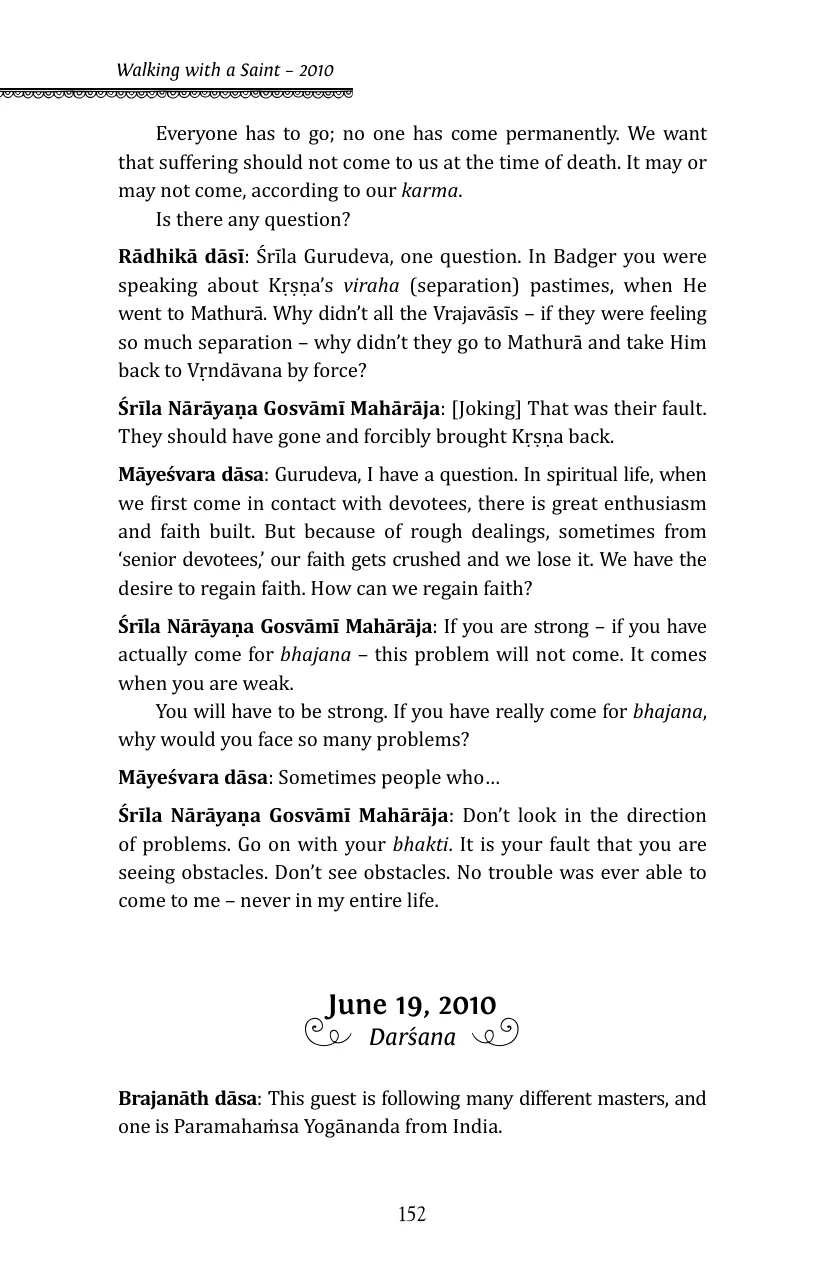 Walking with a Saint – 2010
Everyone has to go; no one has come permanently. We want
that suffering should not come to us at the time of death. It may or
may not come, according to our karma.
Is there any question?
Rādhikā dāsī: Śrīla Gurudeva, one question. In Badger you were
speaking about Kṛṣṇa’s viraha (separation) pastimes, when He
went to Mathurā. Why didn’t all the Vrajavāsīs – if they were feeling
so much separation – why didn’t they go to Mathurā and take Him
back to Vṛndāvana by force?
Śrīla Nārāyaṇa Gosvāmī Mahārāja: [Joking] That was their fault.
They should have gone and forcibly brought Kṛṣṇa back.
Māyeśvara dāsa: Gurudeva, I have a question. In spiritual life, when
we first come in contact with devotees, there is great enthusiasm
and faith built. But because of rough dealings, sometimes from
‘senior devotees,’ our faith gets crushed and we lose it. We have the
desire to regain faith. How can we regain faith?
Śrīla Nārāyaṇa Gosvāmī Mahārāja: If you are strong – if you have
actually come for bhajana – this problem will not come. It comes
when you are weak.
You will have to be strong. If you have really come for bhajana,
why would you face so many problems?
Māyeśvara dāsa: Sometimes people who…
Śrīla Nārāyaṇa Gosvāmī Mahārāja: Don’t look in the direction
of problems. Go on with your bhakti. It is your fault that you are
seeing obstacles. Don’t see obstacles. No trouble was ever able to
come to me – never in my entire life.
June 19, 2010
Darśana
Brajanāth dāsa: This guest is following many different masters, and
one is Paramahaṁsa Yogānanda from India.
152